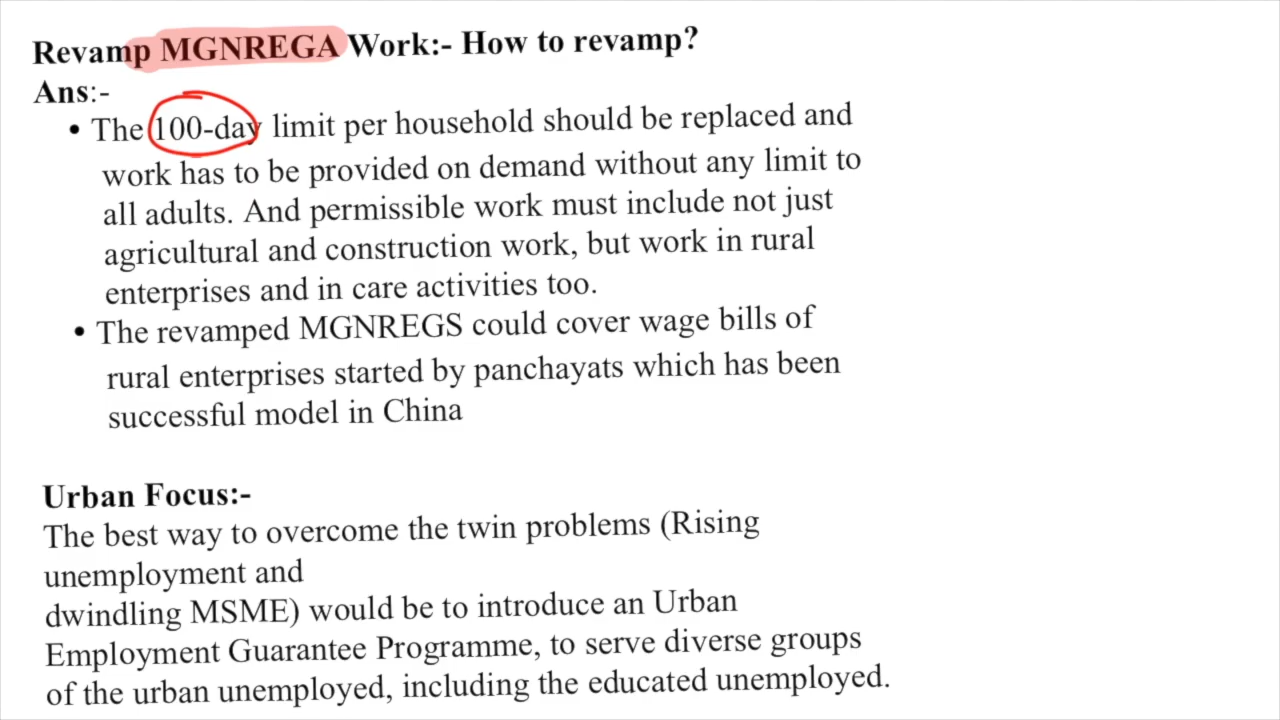 Revamp MGNREGA Work:- How to revamp?
Ans:-
• The 100-day limit per household should be replaced and
work has to be provided on demand without any limit to
all adults. And permissible work must include not just
agricultural and construction work, but work in rural
enterprises and in care activities too.
• The revamped MGNREGS could cover wage bills of
rural enterprises started by panchayats which has been
successful model in China
Urban Focus:-
The best way to overcome the twin problems (Rising
unemployment and
dwindling MSME) would be to introduce an Urban
Employment Guarantee Programme, to serve diverse groups
of the urban unemployed, including the educated unemployed.